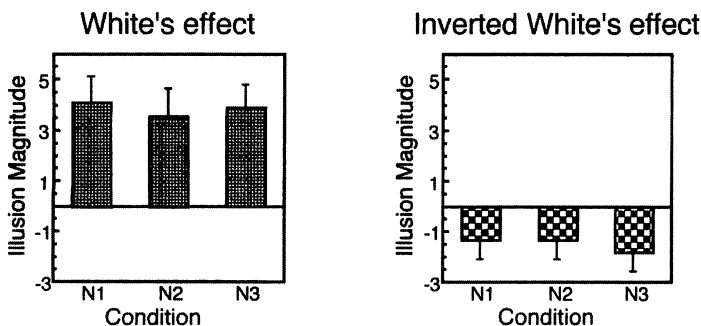 White's effect
Illusion Magnitude
5
3
1
-1
-3
N1 N2 N3
Condition
Inverted White's effect
Illusion Magnitude
5
3
1
-1
-3
N1 N2 N3
Condition